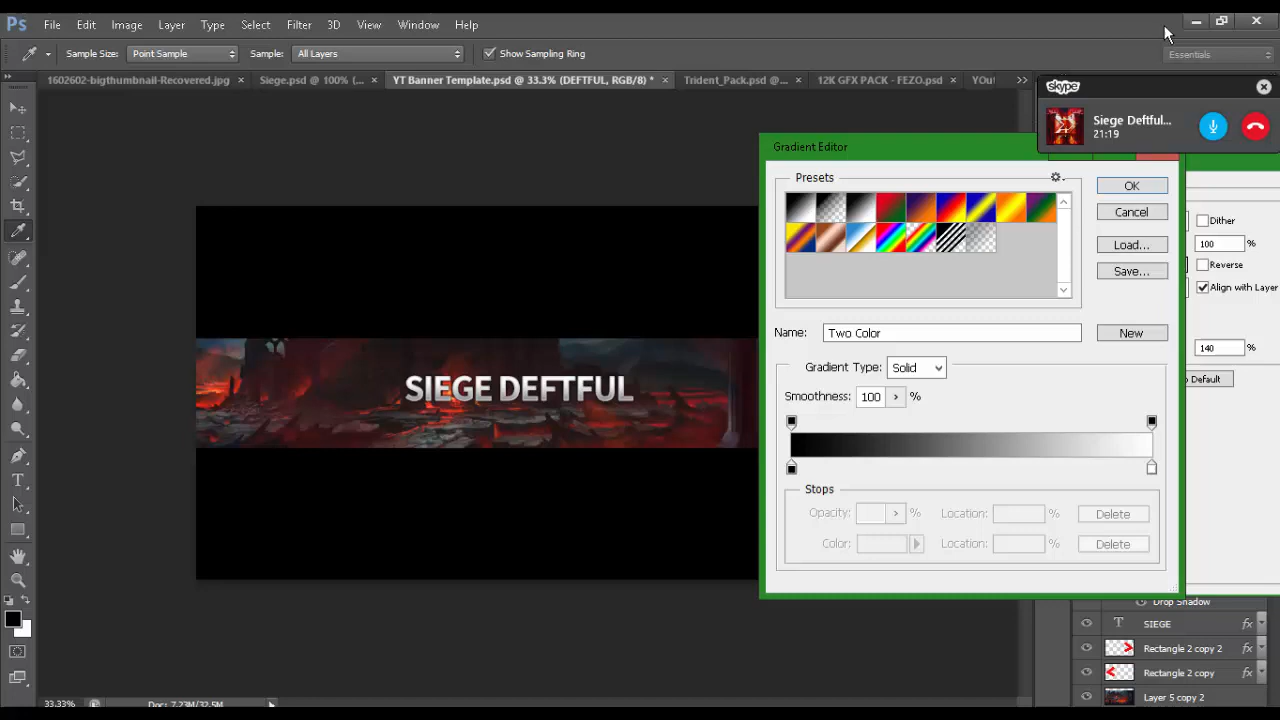 Ps File Edit Image Layer Type Select Filter 3D View Window Help
Sample Size: Point Sample Sample: All Layers Show Sampling Ring Essentials
1602602-bigthumbnail-Recovered.jpg × Siege.psd @ 100% (... × YT Banner Template.psd @ 33.3% (DEFTFUL, RGB/8) * × Trident_Pack.psd @... × 12K GFX PACK - FEZO.psd × YOut >>
skype
Siege Deftful...
21:19
Gradient Editor
Presets
OK
Cancel
Load...
Save...
Dither
100 %
Reverse
Align with Layer
140 %
o Default
SIEGE DEFTFUL
Name: Two Color New
Gradient Type: Solid
Smoothness: 100 %
Stops
Opacity: % Location: % Delete
Color: Location: % Delete
Drop Shadow
T SIEGE fx
Rectangle 2 copy 2 fx
Rectangle 2 copy fx
Layer 5 copy 2
33.33% Doc: 7.23M/32.5M